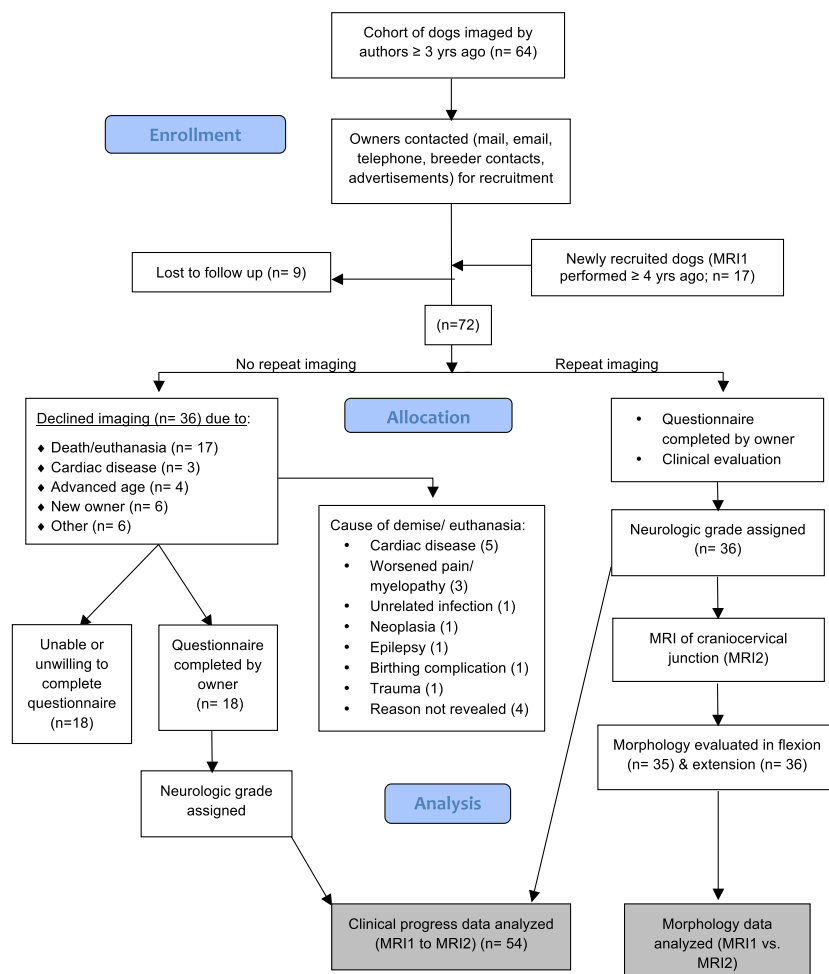 Cohort of dogs imaged by
authors ≥ 3 yrs ago (n= 64)
Enrollment
Owners contacted (mail, email,
telephone, breeder contacts,
advertisements) for recruitment
Lost to follow up (n= 9)
Newly recruited dogs (MRI1
performed ≥ 4 yrs ago; n= 17)
(n=72)
No repeat imaging
Repeat imaging
Allocation
Declined imaging (n= 36) due to:
♦ Death/euthanasia (n= 17)
♦ Cardiac disease (n= 3)
♦ Advanced age (n= 4)
♦ New owner (n= 6)
♦ Other (n= 6)
• Questionnaire
completed by owner
• Clinical evaluation
Cause of demise/ euthanasia:
• Cardiac disease (5)
• Worsened pain/
myelopathy (3)
• Unrelated infection (1)
• Neoplasia (1)
• Epilepsy (1)
• Birthing complication (1)
• Trauma (1)
• Reason not revealed (4)
Neurologic grade assigned
(n= 36)
Unable or
unwilling to
complete
questionnaire
(n=18)
Questionnaire
completed by
owner
(n= 18)
MRI of craniocervical
junction (MRI2)
Morphology evaluated in flexion
(n= 35) & extension (n= 36)
Neurologic grade
assigned
Analysis
Clinical progress data analyzed
(MRI1 to MRI2) (n= 54)
Morphology data
analyzed (MRI1 vs.
MRI2)